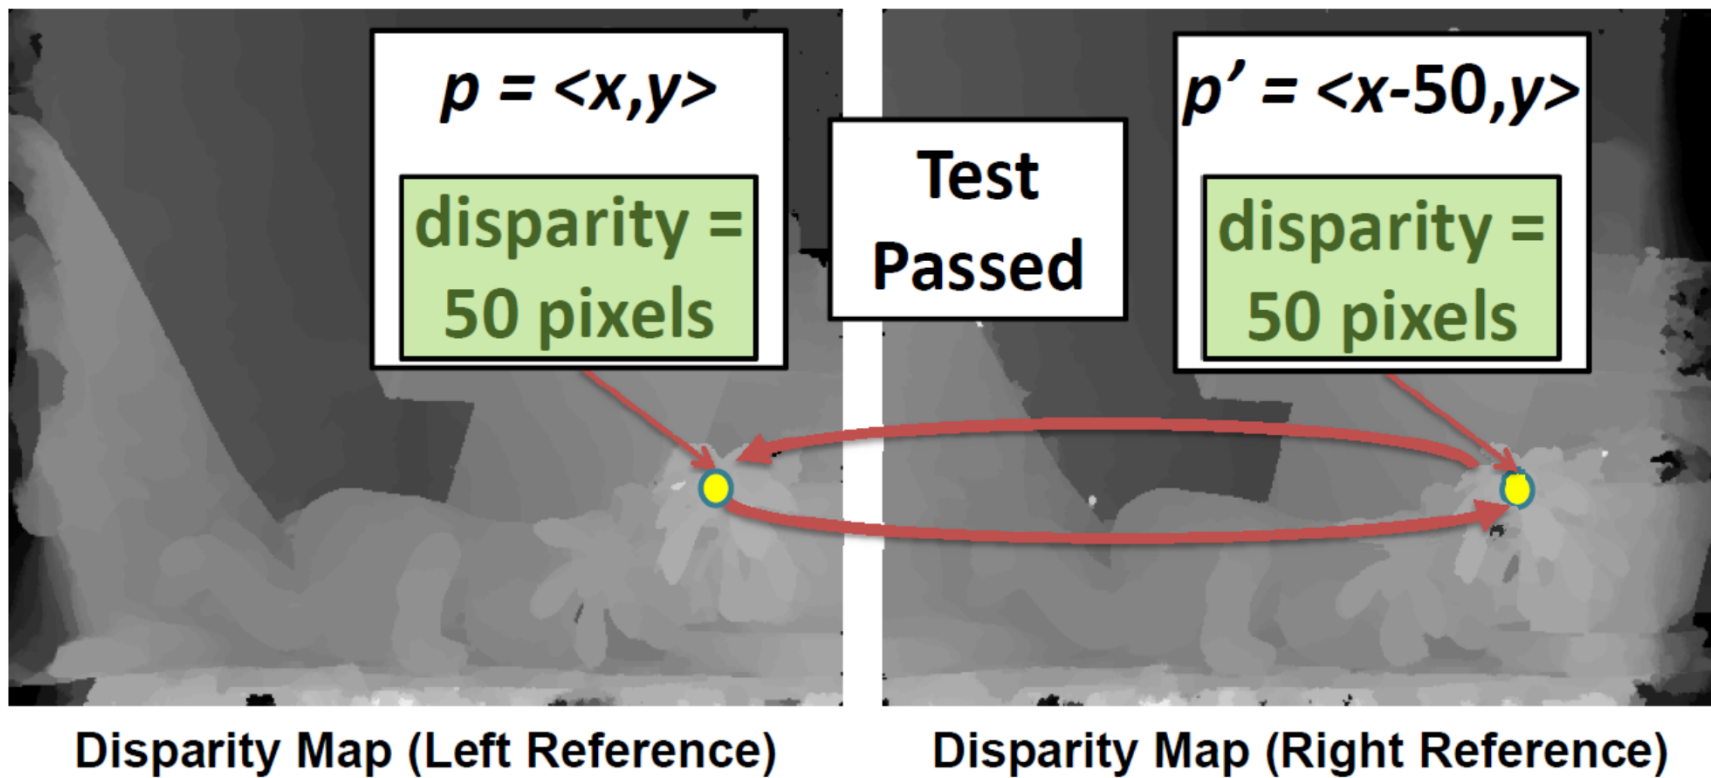 p = <x,y>
disparity =
50 pixels
Test
Passed
p’ = <x-50,y>
disparity =
50 pixels
Disparity Map (Left Reference)
Disparity Map (Right Reference)